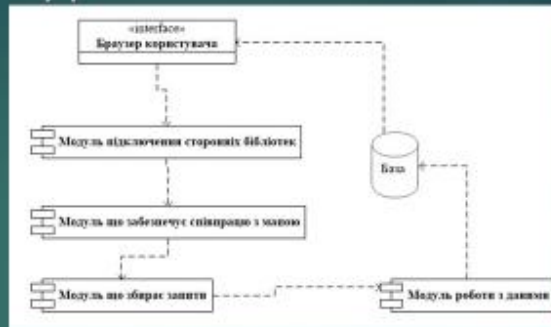 «interface»
Браузер користувача
Модуль підключення сторонніх бібліотек
База
Модуль що забезпечує співпрацю з мапою
Модуль що збирає запити
Модуль роботи з даними